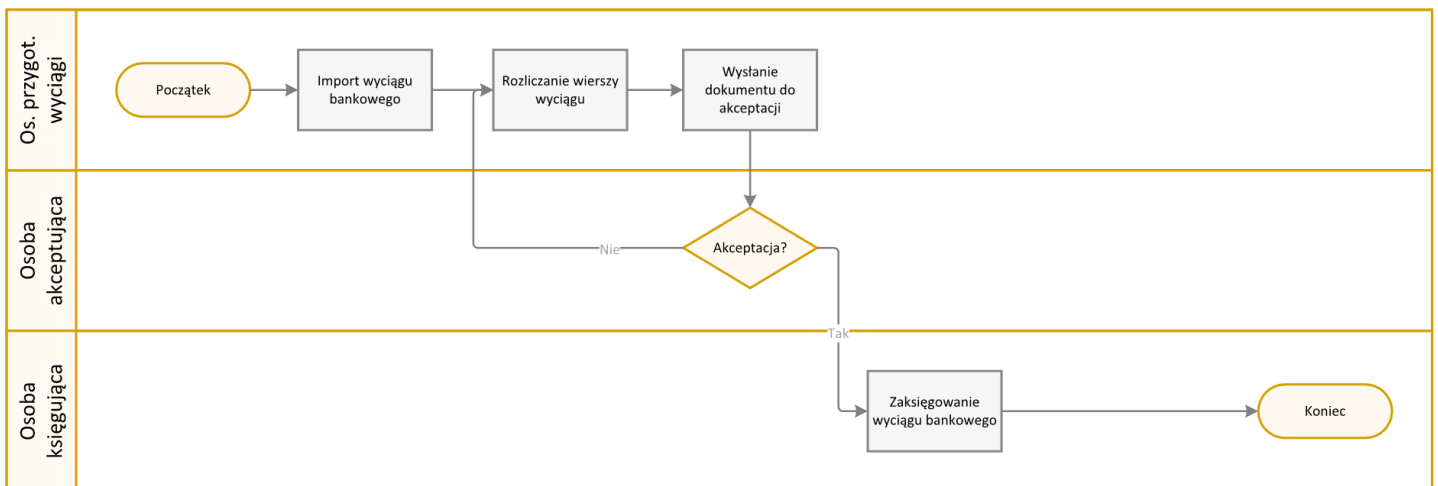 Os. przygot.
wyciągi
Początek
Import wyciągu
bankowego
Rozliczanie wierszy
wyciągu
Wysłanie
dokumentu do
akceptacji
Osoba
akceptująca
Nie
Akceptacja?
Tak
Osoba
księgująca
Zaksięgowanie
wyciągu bankowego
Koniec